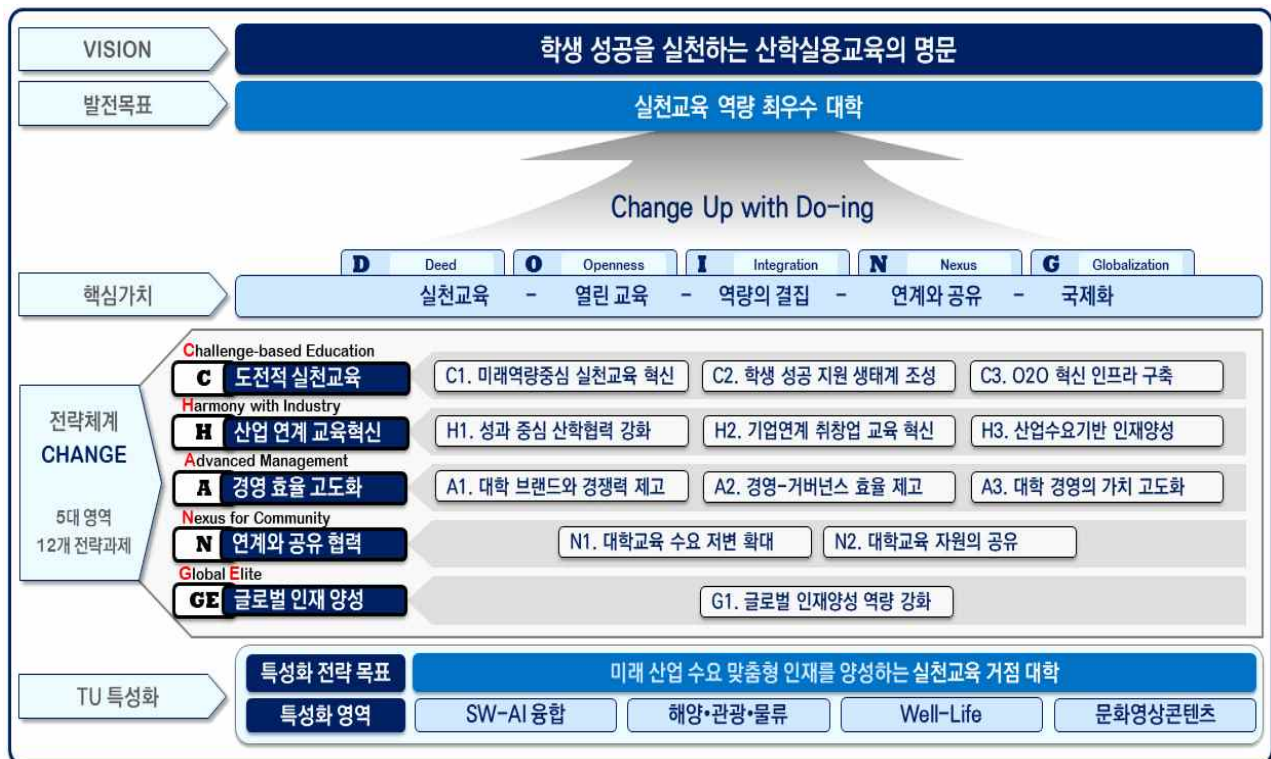 VISION
학생 성공을 실천하는 산학실용교육의 명문
발전목표
실천교육 역량 최우수 대학
Change Up with Do-ing
D Deed O Openness I Integration N Nexus G Globalization
핵심가치
실천교육 - 열린 교육 - 역량의 결집 - 연계와 공유 - 국제화
전략체계
CHANGE
5대 영역
12개 전략과제
Challenge-based Education
C 도전적 실천교육
C1. 미래역량중심 실천교육 혁신
C2. 학생 성공 지원 생태계 조성
C3. O2O 혁신 인프라 구축
Harmony with Industry
H 산업 연계 교육혁신
H1. 성과 중심 산학협력 강화
H2. 기업연계 취창업 교육 혁신
H3. 산업수요기반 인재양성
Advanced Management
A 경영 효율 고도화
A1. 대학 브랜드와 경쟁력 제고
A2. 경영-거버넌스 효율 제고
A3. 대학 경영의 가치 고도화
Nexus for Community
N 연계와 공유 협력
N1. 대학교육 수요 저변 확대
N2. 대학교육 자원의 공유
Global Elite
GE 글로벌 인재 양성
G1. 글로벌 인재양성 역량 강화
TU 특성화
특성화 전략 목표
미래 산업 수요 맞춤형 인재를 양성하는 실천교육 거점 대학
특성화 영역
SW-AI 융합
해양•관광•물류
Well-Life
문화영상콘텐츠